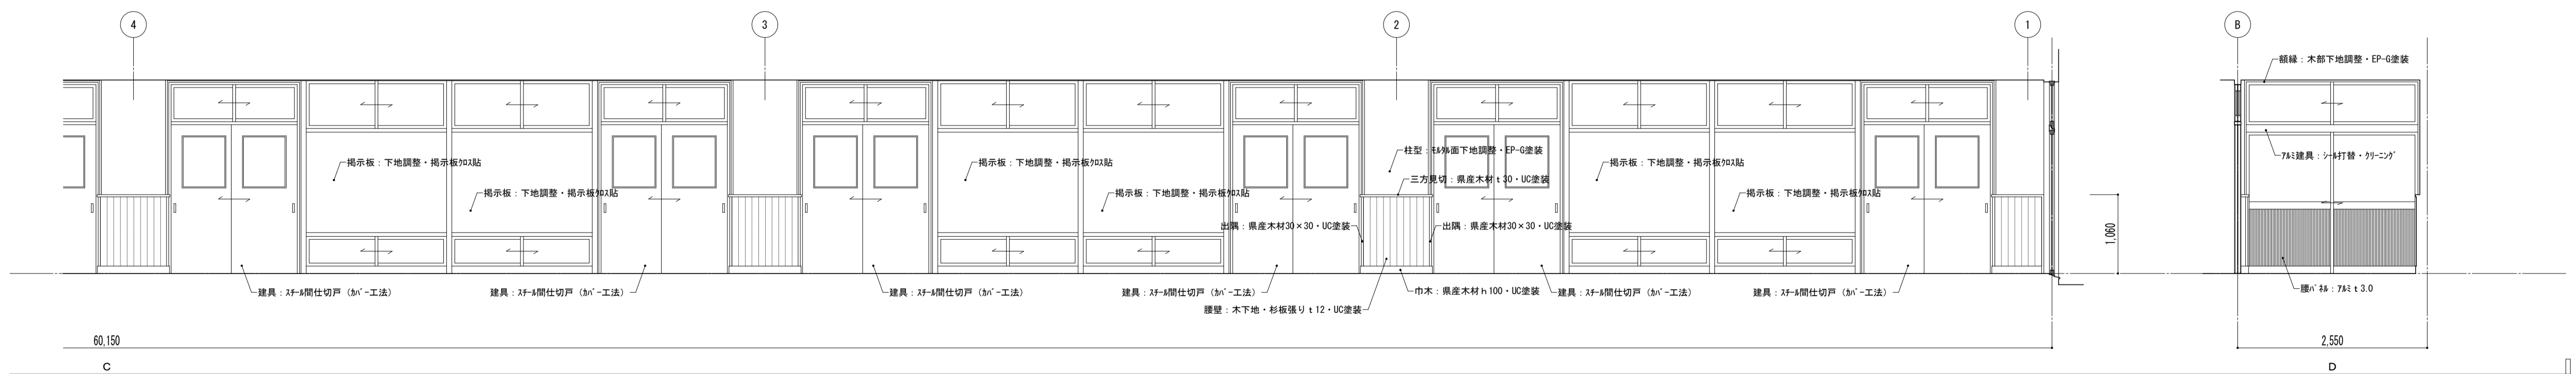 4
3
2
1
B
額縁：木部下地調整・EP-G塗装
柱型：ﾓﾙﾀﾙ面下地調整・EP-G塗装
ｱﾙﾐ建具：ｼｰﾙ打替・ｸﾘｰﾆﾝｸﾞ
掲示板：下地調整・掲示板ｸﾛｽ貼
掲示板：下地調整・掲示板ｸﾛｽ貼
掲示板：下地調整・掲示板ｸﾛｽ貼
三方見切：県産木材ｔ30・UC塗装
掲示板：下地調整・掲示板ｸﾛｽ貼
掲示板：下地調整・掲示板ｸﾛｽ貼
掲示板：下地調整・掲示板ｸﾛｽ貼
出隅：県産木材30×30・UC塗装
出隅：県産木材30×30・UC塗装
1,060
建具：ｽﾁｰﾙ間仕切戸（ｶﾊﾞｰ工法）
建具：ｽﾁｰﾙ間仕切戸（ｶﾊﾞｰ工法）
建具：ｽﾁｰﾙ間仕切戸（ｶﾊﾞｰ工法）
建具：ｽﾁｰﾙ間仕切戸（ｶﾊﾞｰ工法）
巾木：県産木材ｈ100・UC塗装
建具：ｽﾁｰﾙ間仕切戸（ｶﾊﾞｰ工法）
建具：ｽﾁｰﾙ間仕切戸（ｶﾊﾞｰ工法）
腰ﾊﾟﾈﾙ：ｱﾙﾐｔ3.0
腰壁：木下地・杉板張りｔ12・UC塗装
60,150
2,550
C
D